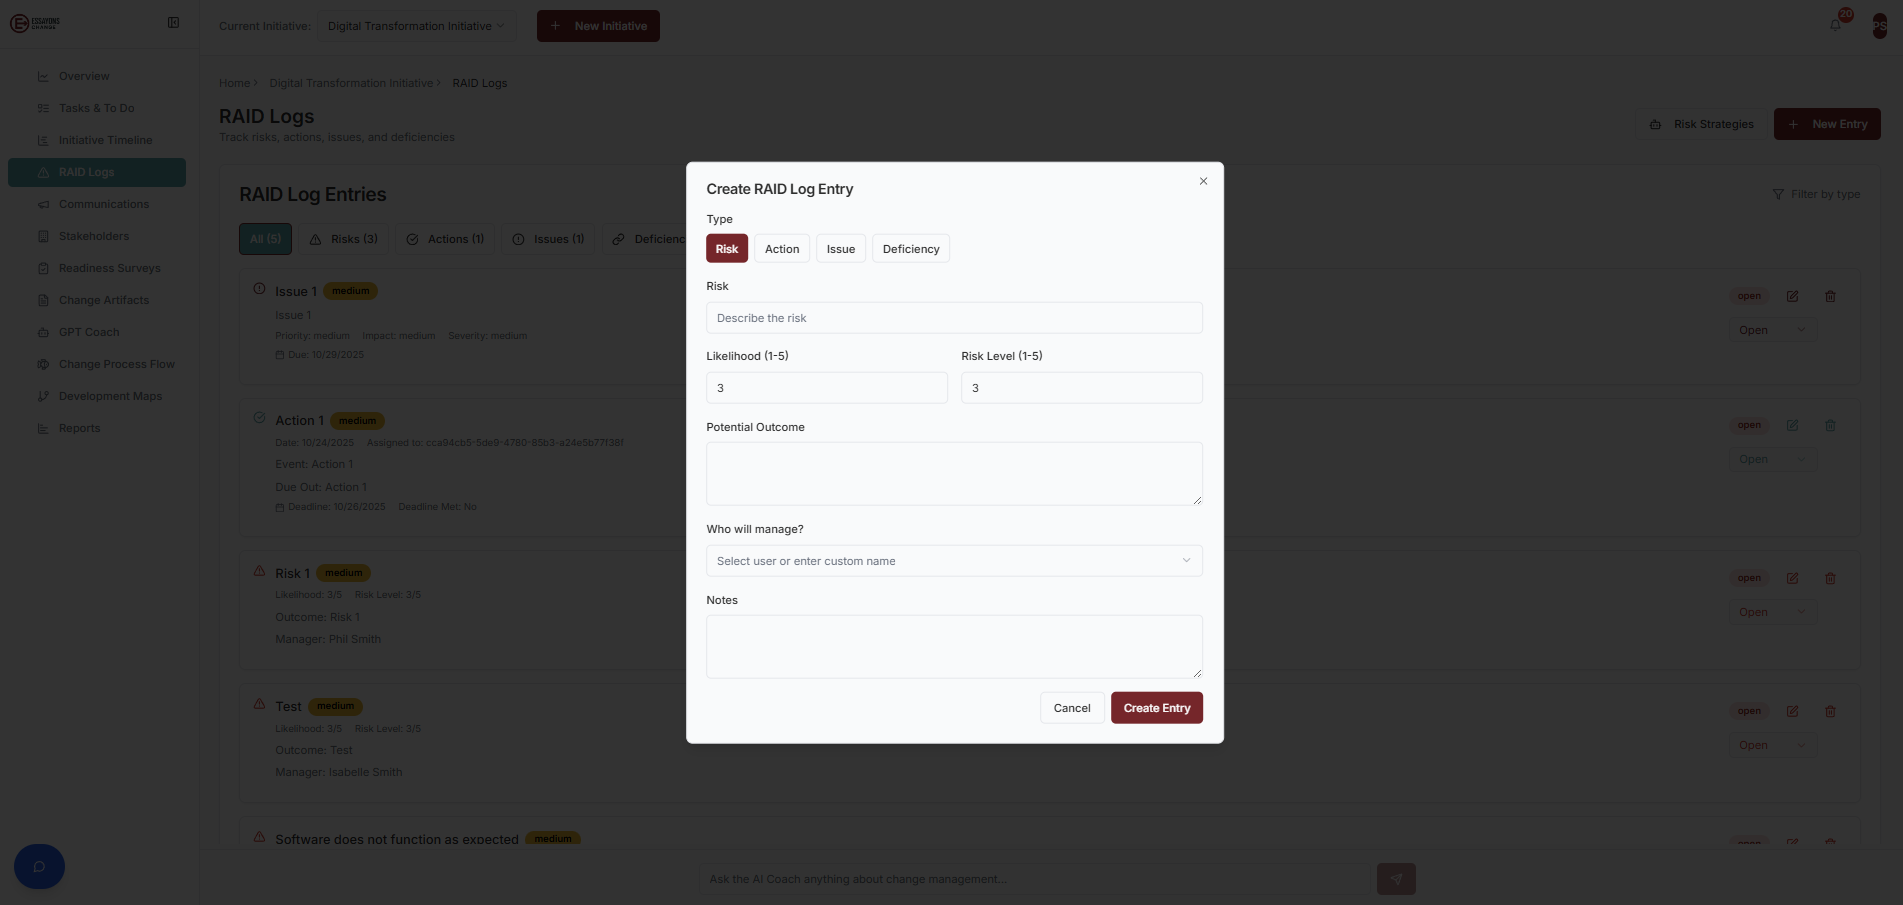 ESSAYONS
CHANGE
Current Initiative: Digital Transformation Initiative
New Initiative
20
PS
Overview
Tasks & To Do
Initiative Timeline
RAID Logs
Communications
Stakeholders
Readiness Surveys
Change Artifacts
GPT Coach
Change Process Flow
Development Maps
Reports
Home > Digital Transformation Initiative > RAID Logs
RAID Logs
Track risks, actions, issues, and deficiencies
Risk Strategies
New Entry
RAID Log Entries
Filter by type
All (5)
Risks (3)
Actions (1)
Issues (1)
Deficienc
Issue 1 medium
Issue 1
Priority: medium Impact: medium Severity: medium
Due: 10/29/2025
open
Open
Action 1 medium
Date: 10/24/2025 Assigned to: cca94cb5-5de9-4780-85b3-a24e5b77f38f
Event: Action 1
Due Out: Action 1
Deadline: 10/26/2025 Deadline Met: No
open
Open
Risk 1 medium
Likelihood: 3/5 Risk Level: 3/5
Outcome: Risk 1
Manager: Phil Smith
open
Open
Test medium
Likelihood: 3/5 Risk Level: 3/5
Outcome: Test
Manager: Isabelle Smith
open
Open
Software does not function as expected medium
open
Create RAID Log Entry
Type
Risk
Action
Issue
Deficiency
Risk
Describe the risk
Likelihood (1-5)
Risk Level (1-5)
3
3
Potential Outcome
Who will manage?
Select user or enter custom name
Notes
Cancel
Create Entry
Ask the AI Coach anything about change management...